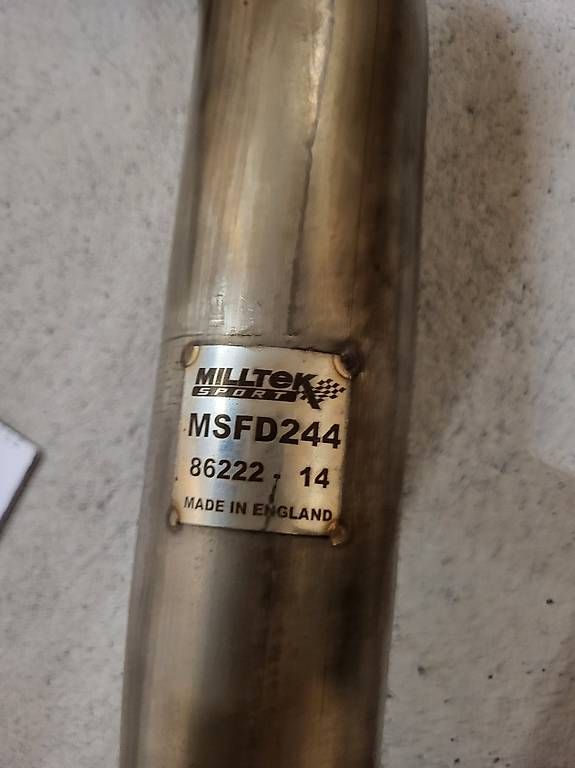 MILLTEK
SPORT
MSFD244
86222 - 14
MADE IN ENGLAND